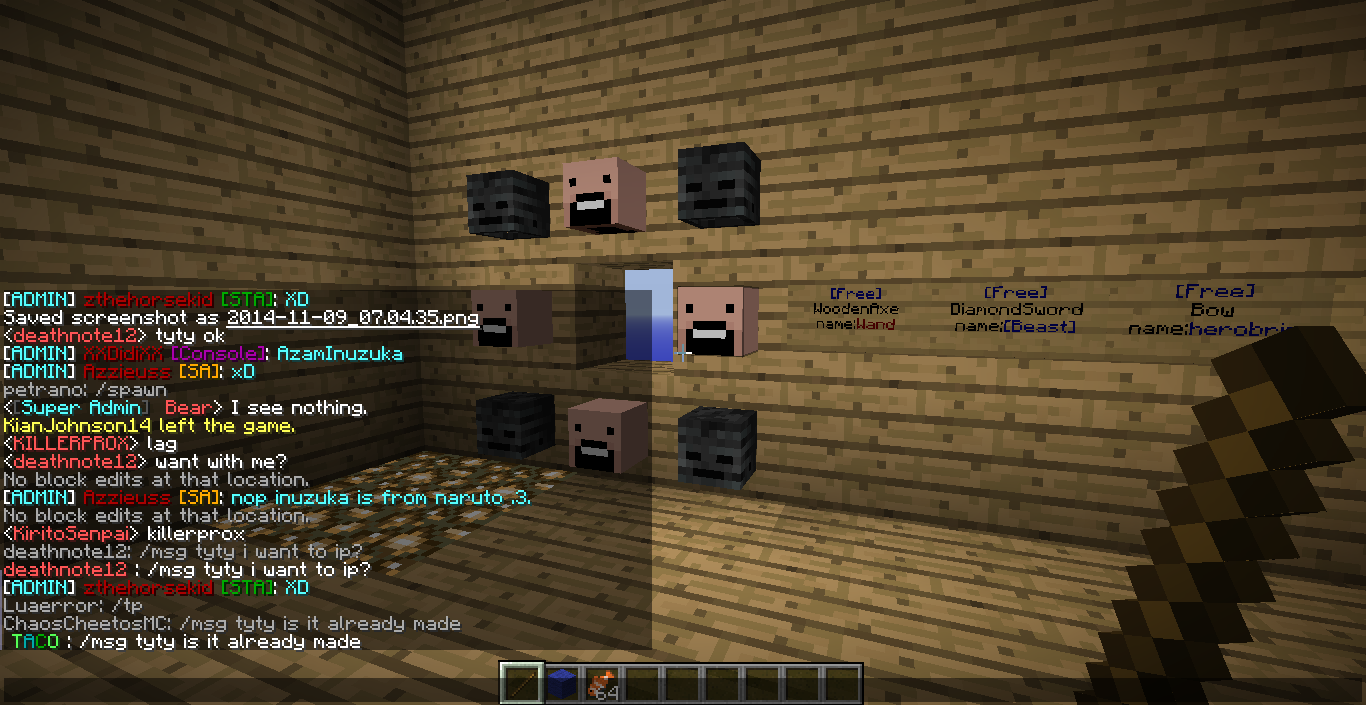 [ADMIN] zthehorsekid [STA]: XD
Saved screenshot as 2014-11-09_07.04.35.png
<deathnote12> tyty ok
[ADMIN] XXDidiXX [Console]: AzamInuzuka
[ADMIN] Azzieuss [SA]: xD
petrano: /spawn
<[Super Admin] Bear> I see nothing.
KianJohnson14 left the game.
<KILLERPROX> lag
<deathnote12> want with me?
No block edits at that location.
[ADMIN] Azzieuss [SA]: nop inuzuka is from naruto .3.
No block edits at that location.
<KiritoSenpai> killerprox
deathnote12: /msg tyty i want to ip?
deathnote12 : /msg tyty i want to ip?
[ADMIN] zthehorsekid [STA]: XD
Luaerror: /tp
ChaosCheetosMC: /msg tyty is it already made
TACO : /msg tyty is it already made
[Free]
WoodenAxe
name:Wand
[Free]
DiamondSword
name:[Beast]
[Free]
Bow
name:herobrin
64